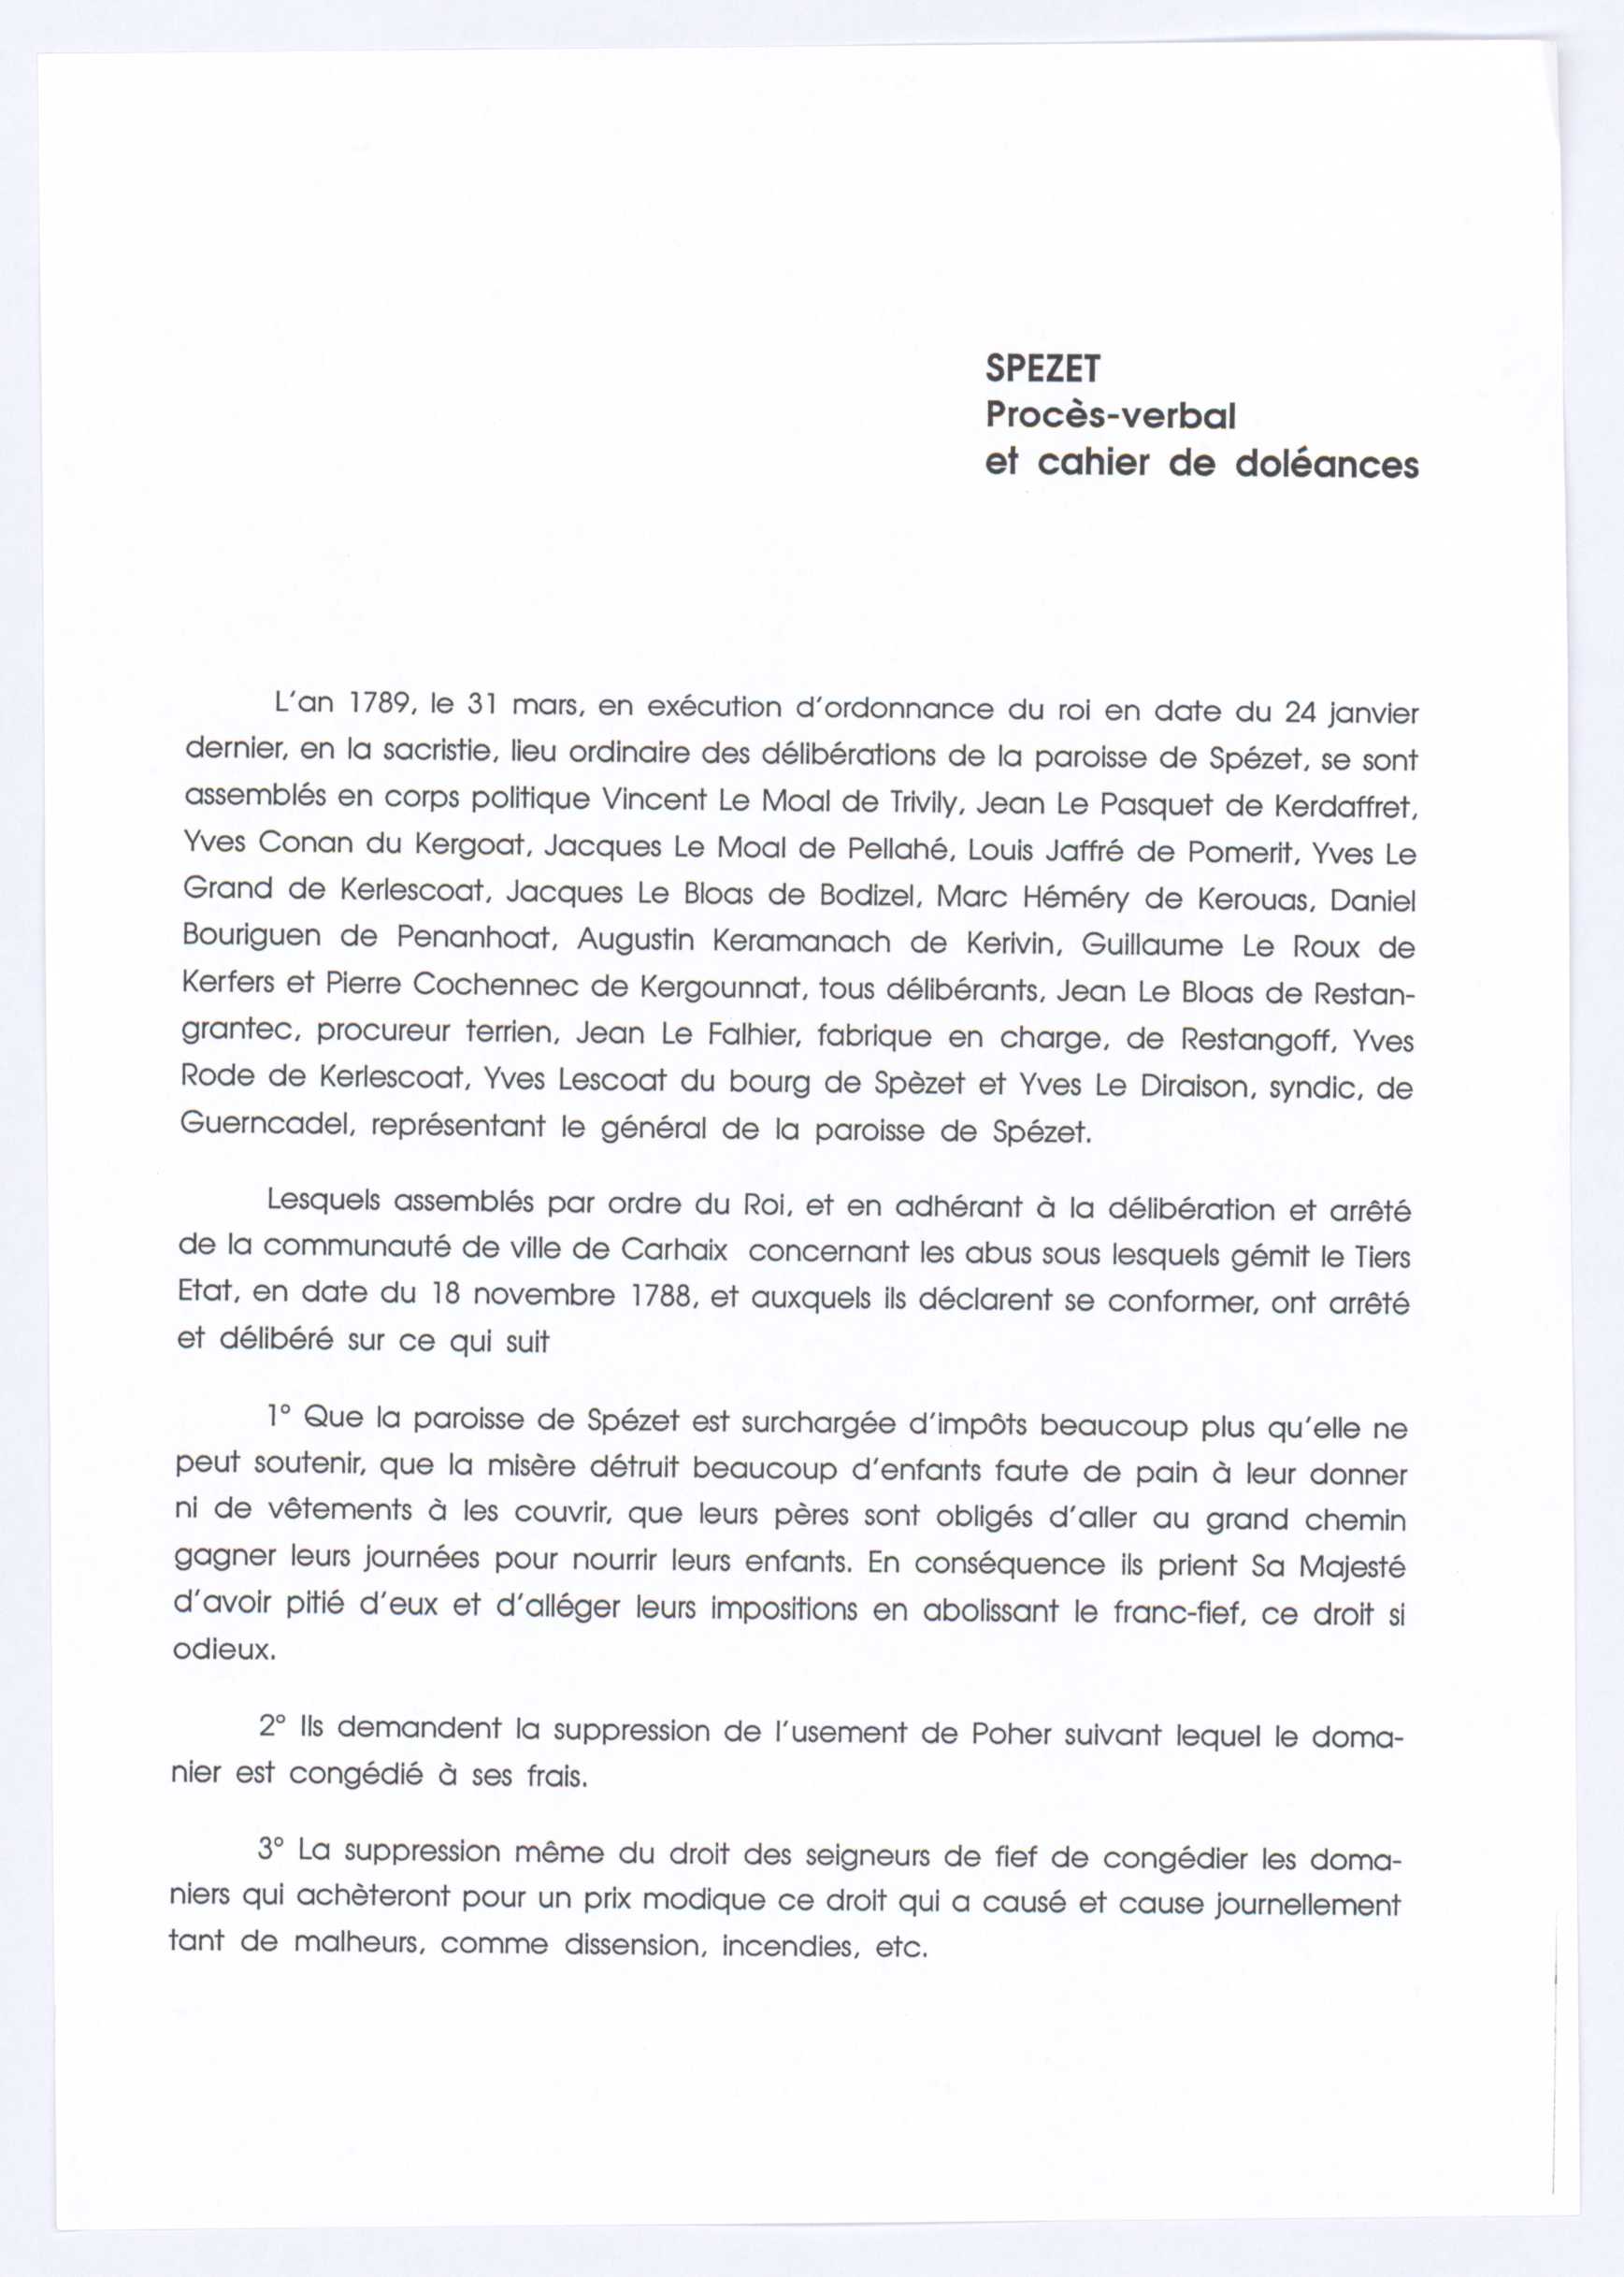 SPEZET
Procès-verbal
et cahier de doléances
L'an 1789, le 31 mars, en exécution d'ordonnance du roi en date du 24 janvier
dernier, en la sacristie, lieu ordinaire des délibérations de la paroisse de Spézet, se sont
assemblés en corps politique Vincent Le Moal de Trivily, Jean Le Pasquet de Kerdaffret,
Yves Conan du Kergoat, Jacques Le Moal de Pellahé, Louis Jaffré de Pomerit, Yves Le
Grand de Kerlescoat, Jacques Le Bloas de Bodizel, Marc Héméry de Kerouas, Daniel
Bouriguen de Penanhoat, Augustin Keramanach de Kerivin, Guillaume Le Roux de
Kerfers et Pierre Cochennec de Kergounnat, tous délibérants, Jean Le Bloas de Restan-
grantec, procureur terrien, Jean Le Falhier, fabrique en charge, de Restangoff, Yves
Rode de Kerlescoat, Yves Lescoat du bourg de Spèzet et Yves Le Diraison, syndic, de
Guerncadel, représentant le général de la paroisse de Spézet.
Lesquels assemblés par ordre du Roi, et en adhérant à la délibération et arrêté
de la communauté de ville de Carhaix concernant les abus sous lesquels gémit le Tiers
Etat, en date du 18 novembre 1788, et auxquels ils déclarent se conformer, ont arrêté
et délibéré sur ce qui suit
1° Que la paroisse de Spézet est surchargée d'impôts beaucoup plus qu'elle ne
peut soutenir, que la misère détruit beaucoup d'enfants faute de pain à leur donner
ni de vêtements à les couvrir, que leurs pères sont obligés d'aller au grand chemin
gagner leurs journées pour nourrir leurs enfants. En conséquence ils prient Sa Majesté
d'avoir pitié d'eux et d'alléger leurs impositions en abolissant le franc-fief, ce droit si
odieux.
2° Ils demandent la suppression de l'usement de Poher suivant lequel le doma-
nier est congédié à ses frais.
3° La suppression même du droit des seigneurs de fief de congédier les doma-
niers qui achèteront pour un prix modique ce droit qui a causé et cause journellement
tant de malheurs, comme dissension, incendies, etc.